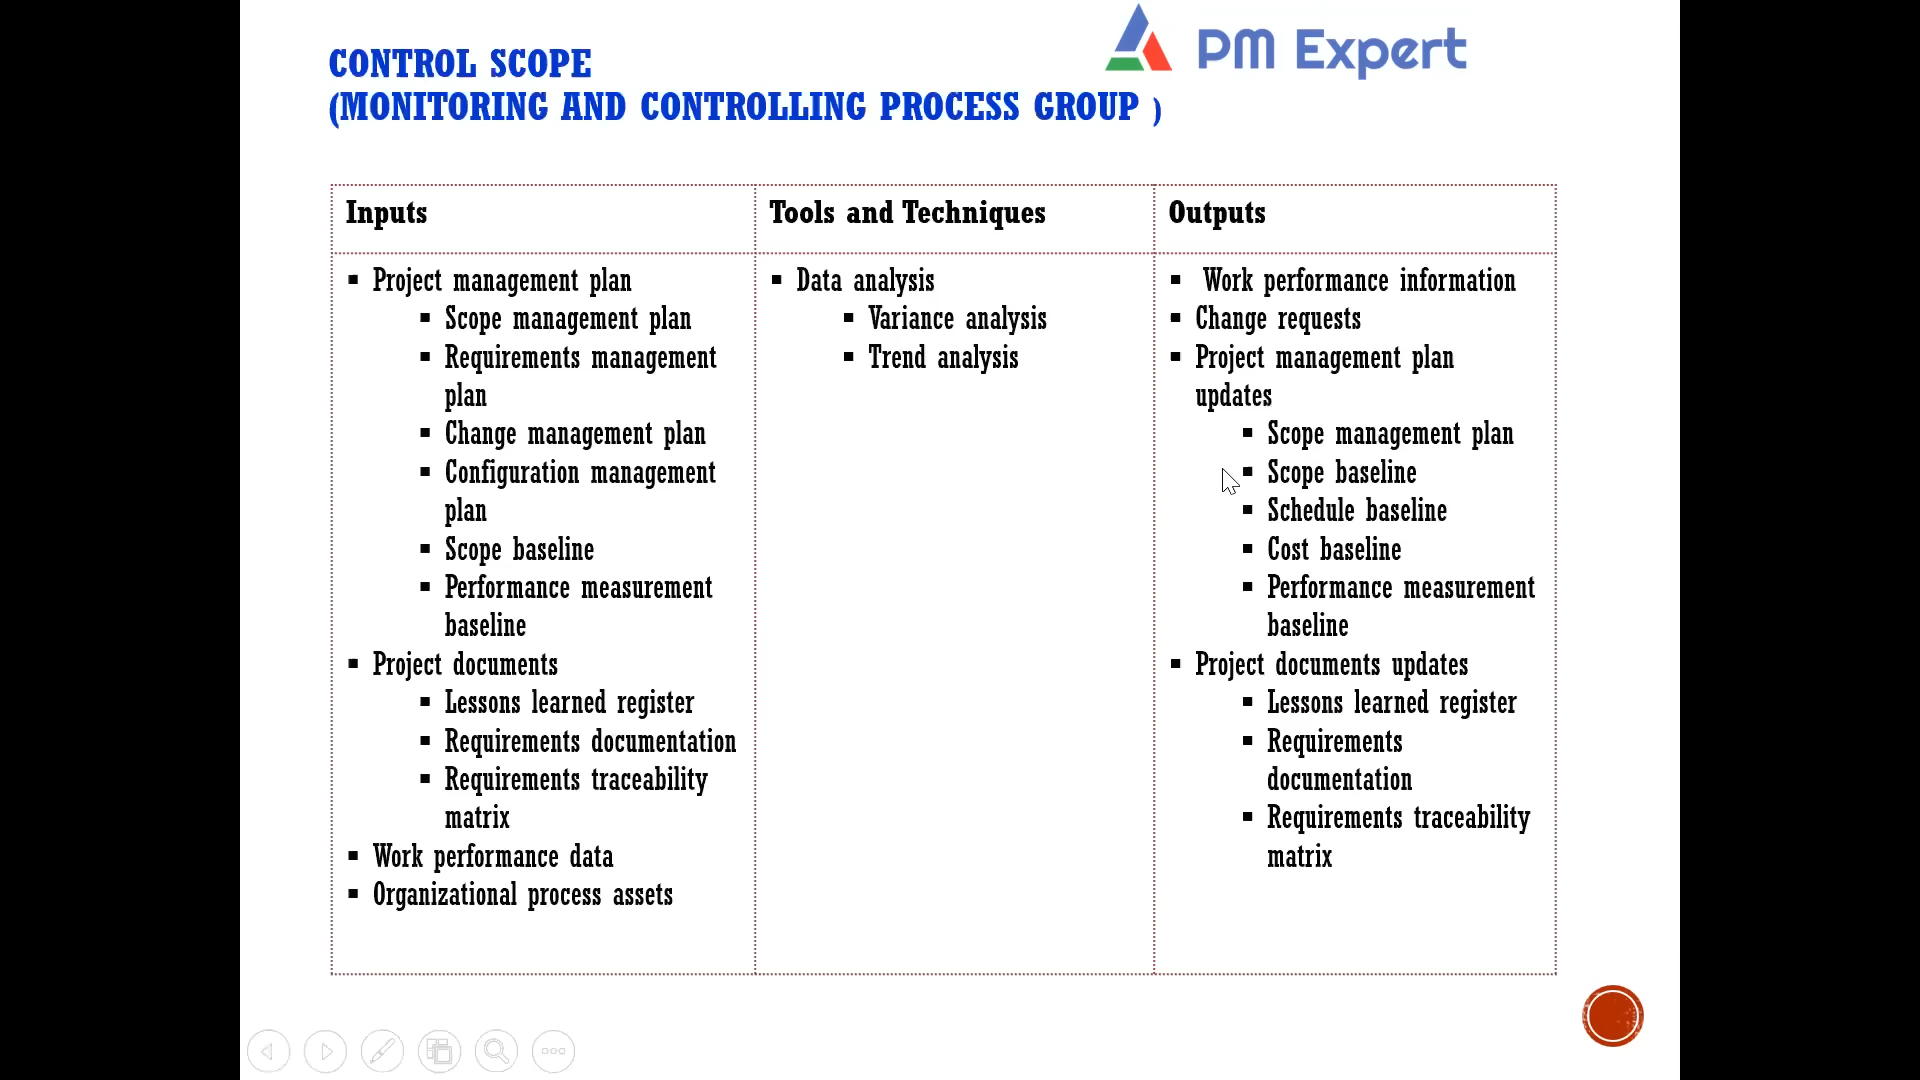 CONTROL SCOPE
(MONITORING AND CONTROLLING PROCESS GROUP )
PM Expert
Inputs
▪ Project management plan
▪ Scope management plan
▪ Requirements management
plan
▪ Change management plan
▪ Configuration management
plan
▪ Scope baseline
▪ Performance measurement
baseline
▪ Project documents
▪ Lessons learned register
▪ Requirements documentation
▪ Requirements traceability
matrix
▪ Work performance data
▪ Organizational process assets
Tools and Techniques
▪ Data analysis
▪ Variance analysis
▪ Trend analysis
Outputs
▪ Work performance information
▪ Change requests
▪ Project management plan
updates
▪ Scope management plan
▪ Scope baseline
▪ Schedule baseline
▪ Cost baseline
▪ Performance measurement
baseline
▪ Project documents updates
▪ Lessons learned register
▪ Requirements
documentation
▪ Requirements traceability
matrix